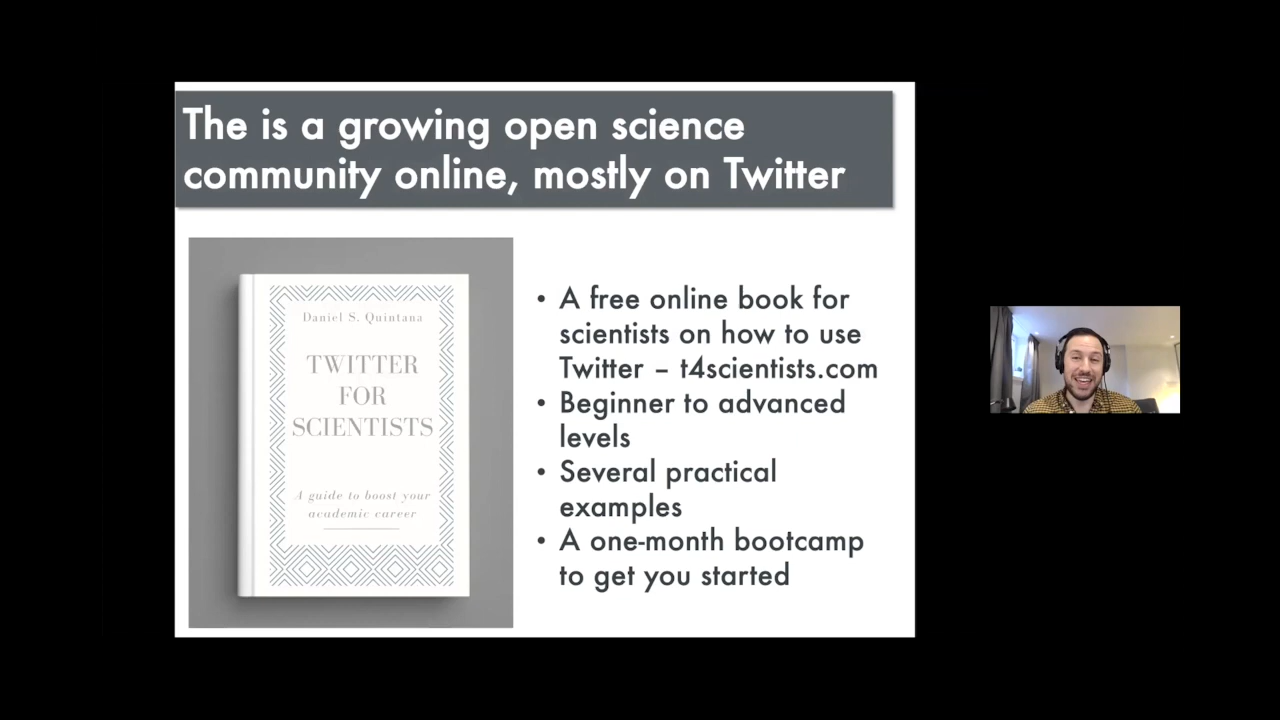 The is a growing open science
community online, mostly on Twitter
Daniel S. Quintana
TWITTER
FOR
SCIENTISTS
A guide to boost your
academic career
• A free online book for
scientists on how to use
Twitter – t4scientists.com
• Beginner to advanced
levels
• Several practical
examples
• A one-month bootcamp
to get you started